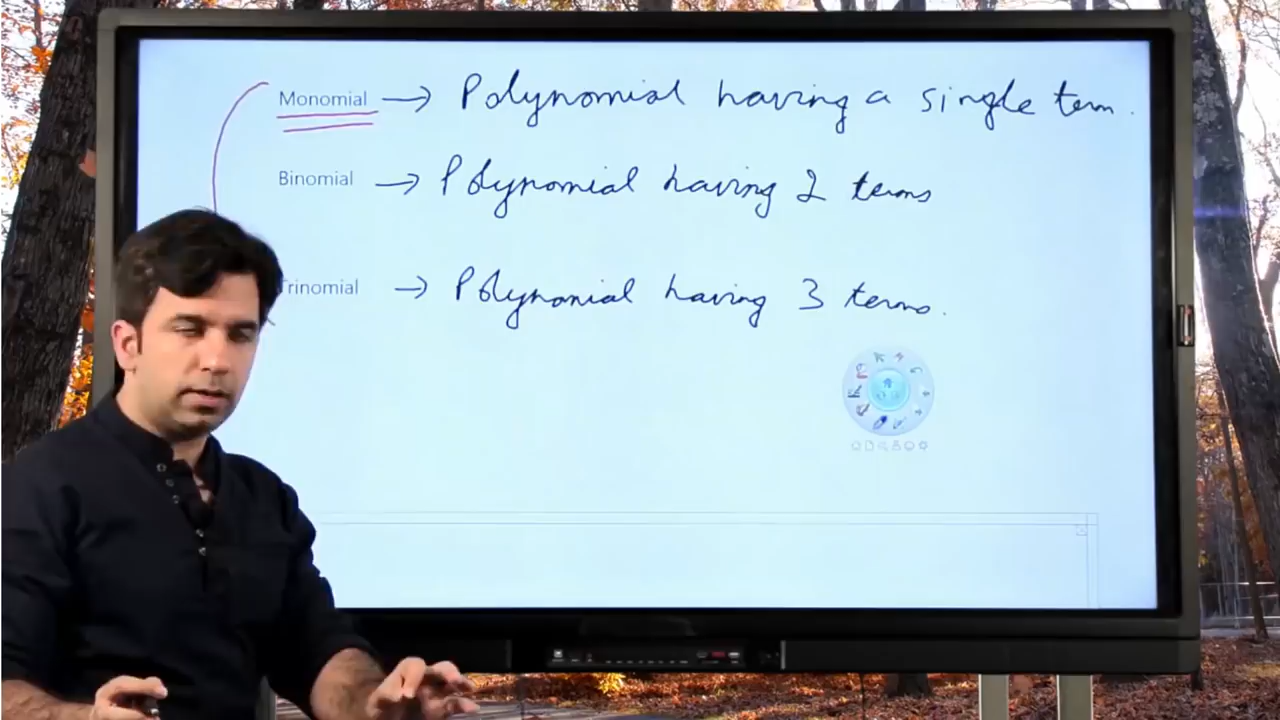 Monomial → Polynomial having a single term.
Binomial → Polynomial having 2 terms
Trinomial → Polynomial having 3 terms.